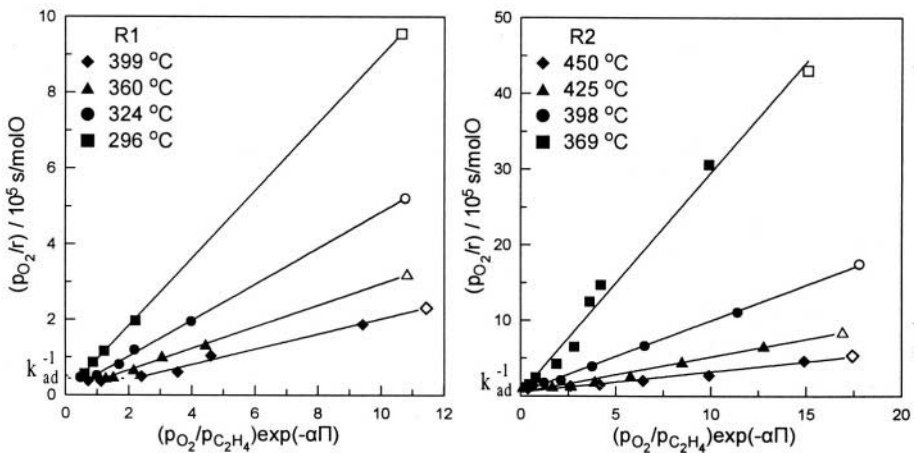 R1
399 °C
360 °C
324 °C
296 °C
(p_O2/r) / 10^5 s/molO
10
8
6
4
2
0
k_ad^-1
0 2 4 6 8 10 12
(p_O2/p_C2H4)exp(-αΠ)
R2
450 °C
425 °C
398 °C
369 °C
(p_O2/r) / 10^5 s/molO
50
40
30
20
10
k_ad^-1
0 5 10 15 20
(p_O2/p_C2H4)exp(-αΠ)